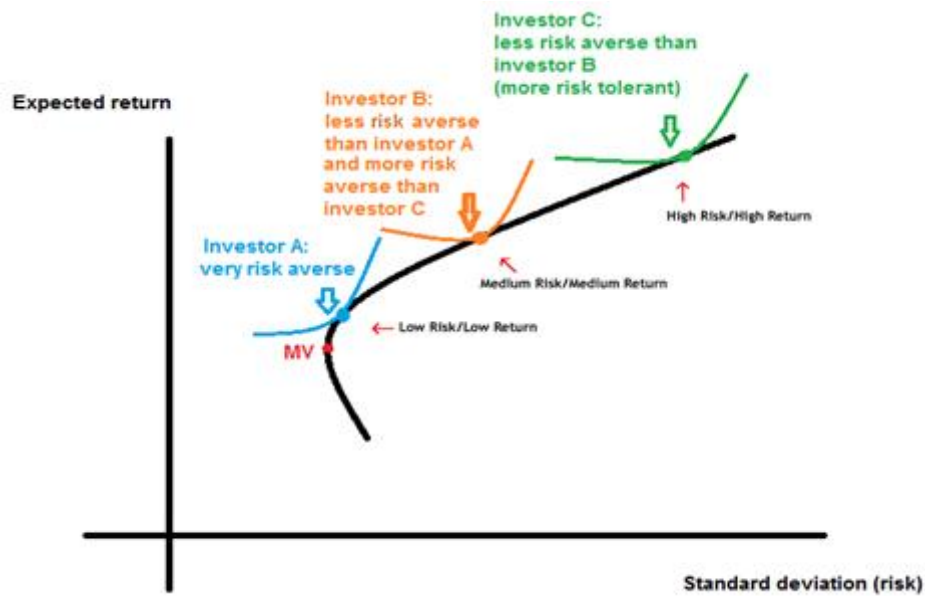 Investor C:
less risk averse than
investor B
(more risk tolerant)
Expected return
Investor B:
less risk averse
than investor A
and more risk
averse than
investor C
High Risk/High Return
Investor A:
very risk averse
Medium Risk/Medium Return
Low Risk/Low Return
MV
Standard deviation (risk)